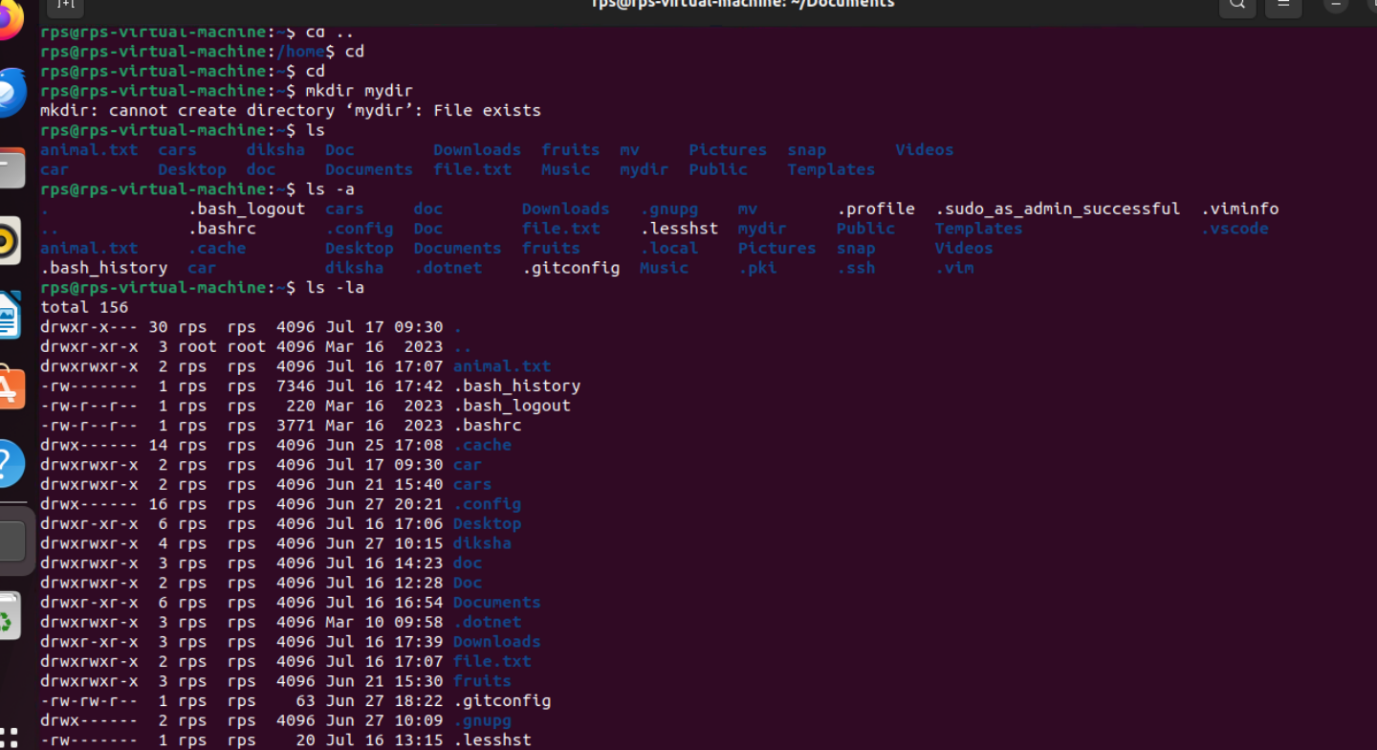 rps@rps-virtual-machine: ~/Documents
rps@rps-virtual-machine:~$ cd ..
rps@rps-virtual-machine:/home$ cd
rps@rps-virtual-machine:~$ cd
rps@rps-virtual-machine:~$ mkdir mydir
mkdir: cannot create directory ‘mydir’: File exists
rps@rps-virtual-machine:~$ ls
animal.txt cars diksha Doc Downloads fruits mv Pictures snap Videos
car Desktop doc Documents file.txt Music mydir Public Templates
rps@rps-virtual-machine:~$ ls -a
. .bash_logout cars doc Downloads .gnupg mv .profile .sudo_as_admin_successful .viminfo
.. .bashrc .config Doc file.txt .lesshst mydir Public Templates .vscode
animal.txt .cache Desktop Documents fruits .local Pictures snap Videos
.bash_history car diksha .dotnet .gitconfig Music .pki .ssh .vim
rps@rps-virtual-machine:~$ ls -la
total 156
drwxr-x--- 30 rps rps 4096 Jul 17 09:30 .
drwxr-xr-x 3 root root 4096 Mar 16 2023 ..
drwxrwxr-x 2 rps rps 4096 Jul 16 17:07 animal.txt
-rw------- 1 rps rps 7346 Jul 16 17:42 .bash_history
-rw-r--r-- 1 rps rps 220 Mar 16 2023 .bash_logout
-rw-r--r-- 1 rps rps 3771 Mar 16 2023 .bashrc
drwx------ 14 rps rps 4096 Jun 25 17:08 .cache
drwxrwxr-x 2 rps rps 4096 Jul 17 09:30 car
drwxrwxr-x 2 rps rps 4096 Jun 21 15:40 cars
drwx------ 16 rps rps 4096 Jun 27 20:21 .config
drwxr-xr-x 6 rps rps 4096 Jul 16 17:06 Desktop
drwxrwxr-x 4 rps rps 4096 Jun 27 10:15 diksha
drwxrwxr-x 3 rps rps 4096 Jul 16 14:23 doc
drwxrwxr-x 2 rps rps 4096 Jul 16 12:28 Doc
drwxr-xr-x 6 rps rps 4096 Jul 16 16:54 Documents
drwxrwxr-x 3 rps rps 4096 Mar 10 09:58 .dotnet
drwxr-xr-x 3 rps rps 4096 Jul 16 17:39 Downloads
drwxrwxr-x 2 rps rps 4096 Jul 16 17:07 file.txt
drwxrwxr-x 3 rps rps 4096 Jun 21 15:30 fruits
-rw-rw-r-- 1 rps rps 63 Jun 27 18:22 .gitconfig
drwx------ 2 rps rps 4096 Jun 27 10:09 .gnupg
-rw------- 1 rps rps 20 Jul 16 13:15 .lesshst